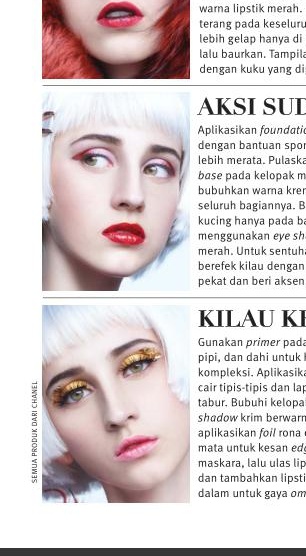 warna lipstik merah.
terang pada keseluru
lebih gelap hanya di
lalu baurkan. Tampila
dengan kuku yang di
AKSI SUD
Aplikasikan foundatio
dengan bantuan spon
lebih merata. Pulaska
base pada kelopak m
bubuhkan warna krer
seluruh bagiannya. B
kucing hanya pada ba
menggunakan eye sh
merah. Untuk sentuh
berefek kilau dengan
pekat dan beri aksen
KILAU K
Gunakan primer pada
pipi, dan dahi untuk h
kompleksi. Aplikasika
cair tipis-tipis dan lap
tabur. Bubuhi kelopa
shadow krim berwarn
aplikasikan foil rona
mata untuk kesan edg
maskara, lalu ulas lip
dan tambahkan lipsti
dalam untuk gaya om
SEMUA PRODUK DARI CHANEL